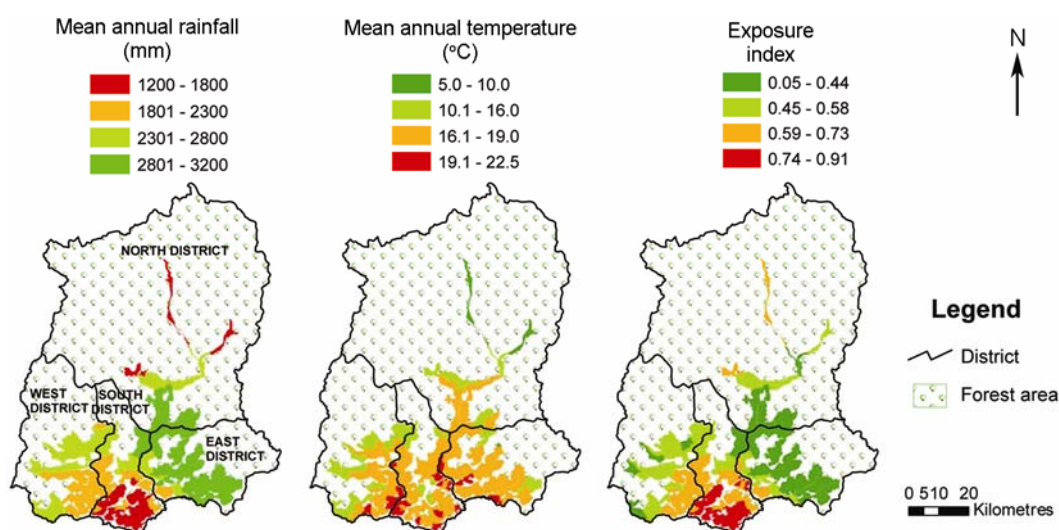 Mean annual rainfall
(mm)
1200 - 1800
1801 - 2300
2301 - 2800
2801 - 3200
Mean annual temperature
(°C)
5.0 - 10.0
10.1 - 16.0
16.1 - 19.0
19.1 - 22.5
Exposure
index
0.05 - 0.44
0.45 - 0.58
0.59 - 0.73
0.74 - 0.91
N
NORTH DISTRICT
WEST
DISTRICT
SOUTH
DISTRICT
EAST
DISTRICT
Legend
District
Forest area
0 510 20
Kilometres